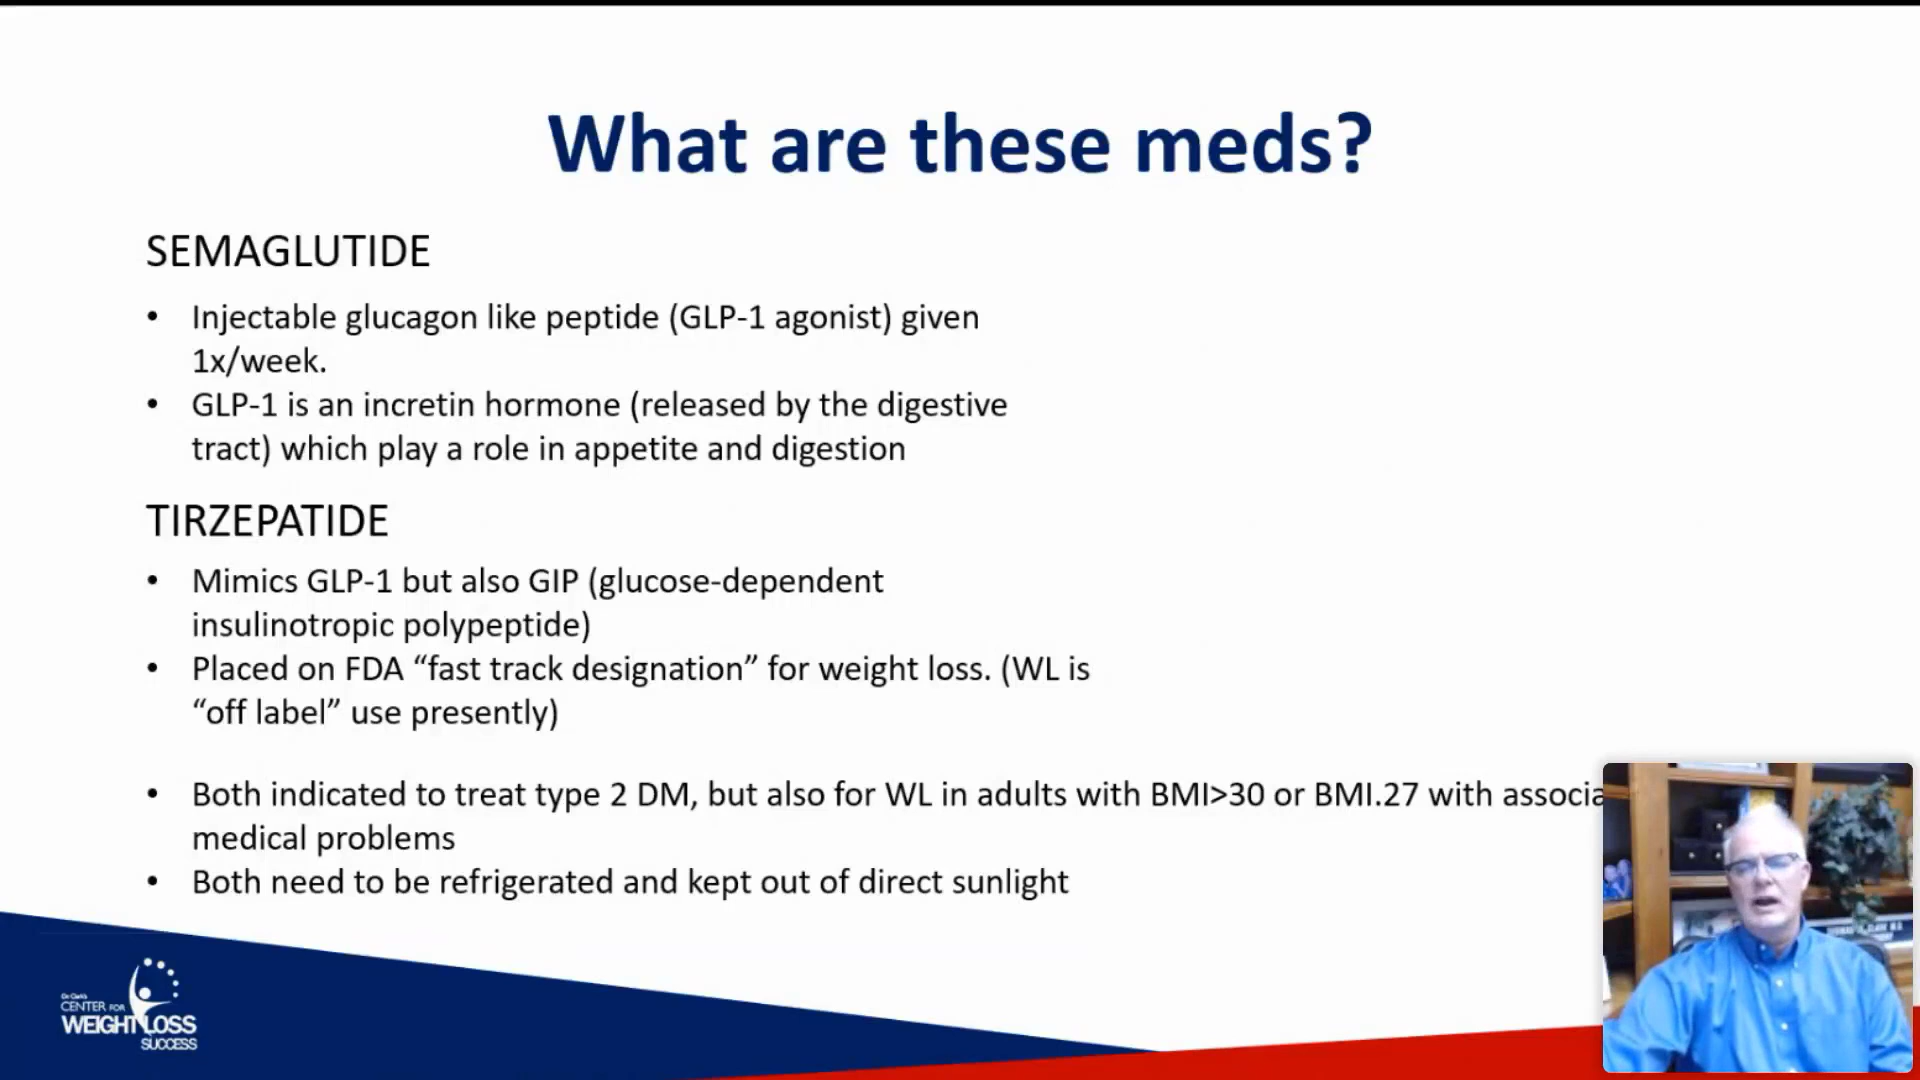 What are these meds?
SEMAGLUTIDE
• Injectable glucagon like peptide (GLP-1 agonist) given
1x/week.
• GLP-1 is an incretin hormone (released by the digestive
tract) which play a role in appetite and digestion
TIRZEPATIDE
• Mimics GLP-1 but also GIP (glucose-dependent
insulinotropic polypeptide)
• Placed on FDA “fast track designation” for weight loss. (WL is
“off label” use presently)
• Both indicated to treat type 2 DM, but also for WL in adults with BMI>30 or BMI.27 with associa
medical problems
• Both need to be refrigerated and kept out of direct sunlight
Dr. Clark's
CENTER FOR
WEIGHT LOSS
SUCCESS